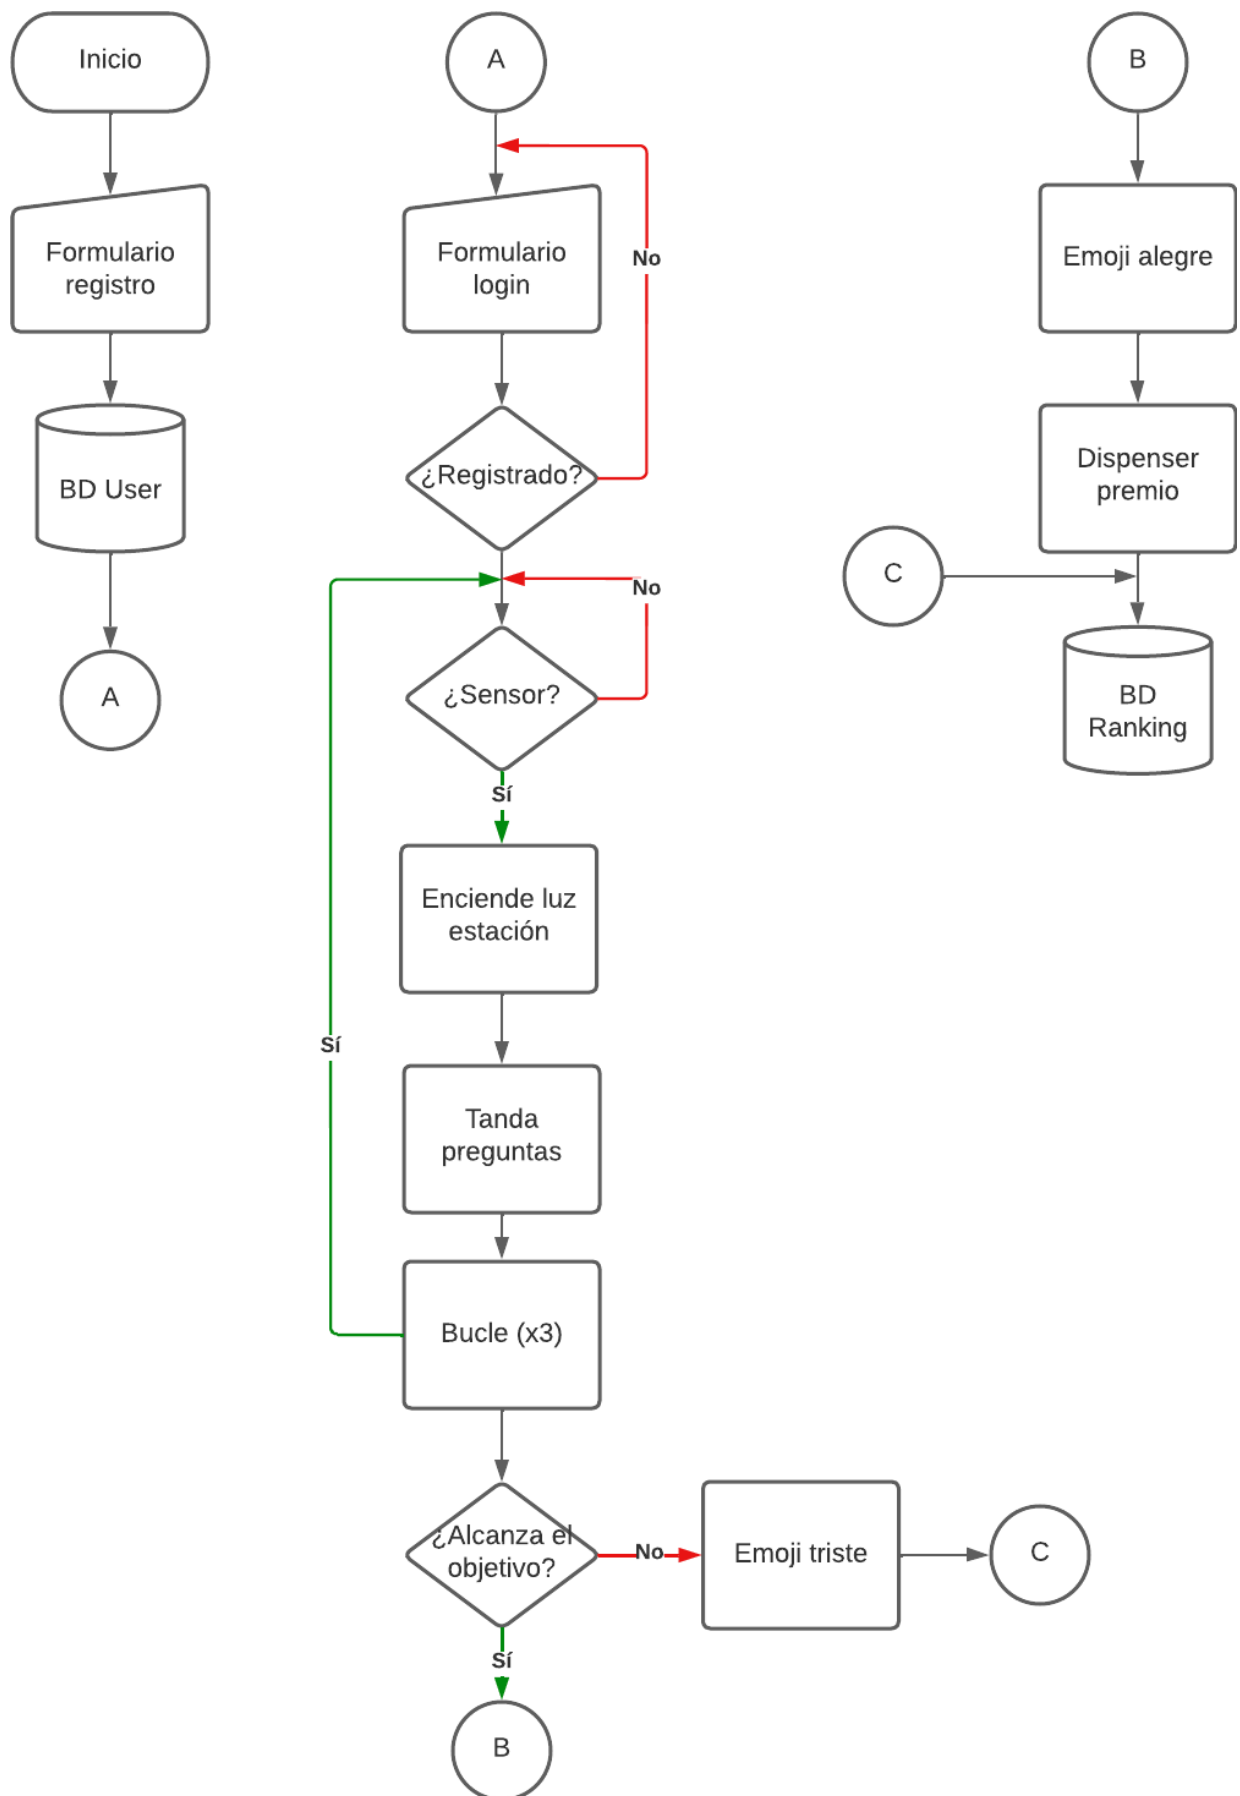 Inicio
Formulario
registro
BD User
A
A
Formulario
login
No
¿Registrado?
No
¿Sensor?
Sí
Enciende luz
estación
Sí
Tanda
preguntas
Bucle (x3)
¿Alcanza el
objetivo?
No
Emoji triste
C
Sí
B
B
Emoji alegre
Dispenser
premio
C
BD
Ranking